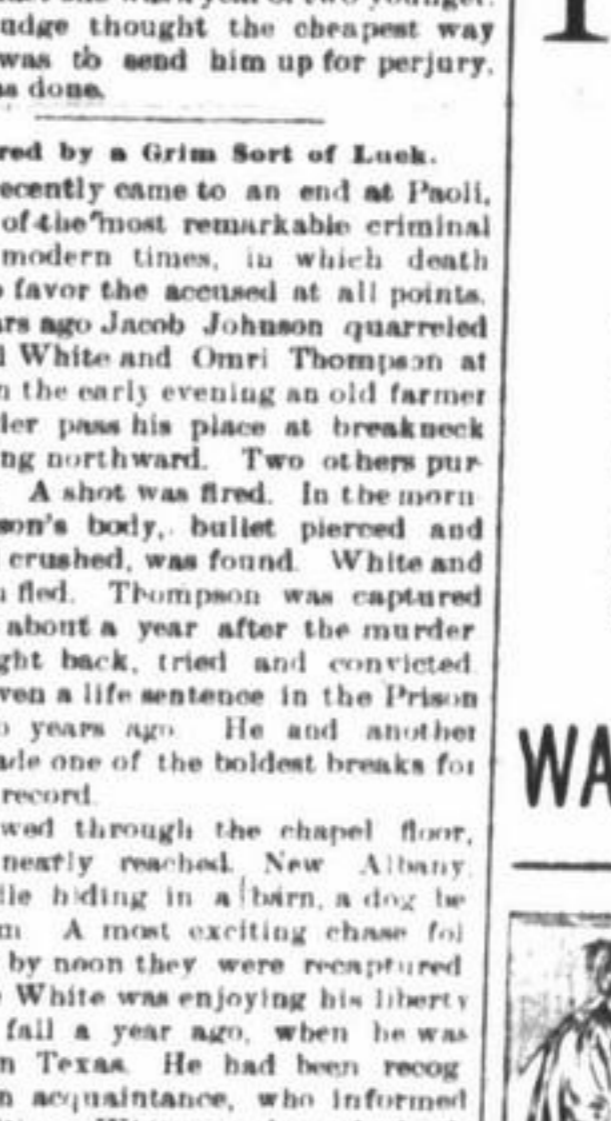 udge thought the cheapest way
was to send him up for perjury.
as done.
red by a Grim Sort of Luck.
ecently came to an end at Paoli,
of the most remarkable criminal
modern times, in which death
o favor the accused at all points.
ars ago Jacob Johnson quarreled
l White and Omri Thompson at
n the early evening an old farmer
der pass his place at breakneck
ng northward. Two others pur-
A shot was fired. In the morn
son's body, bullet pierced and
crushed, was found. White and
n fled. Thompson was captured
about a year after the murder
ght back, tried and convicted.
ven a life sentence in the Prison
o years ago. He and another
ade one of the boldest breaks for
record.
wed through the chapel floor,
nearly reached New Albany.
ile hiding in a barn, a dog be
m. A most exciting chase fol
by noon they were recaptured
White was enjoying his liberty
fall a year ago, when he was
n Texas. He had been recog
n acquaintance, who informed
WA